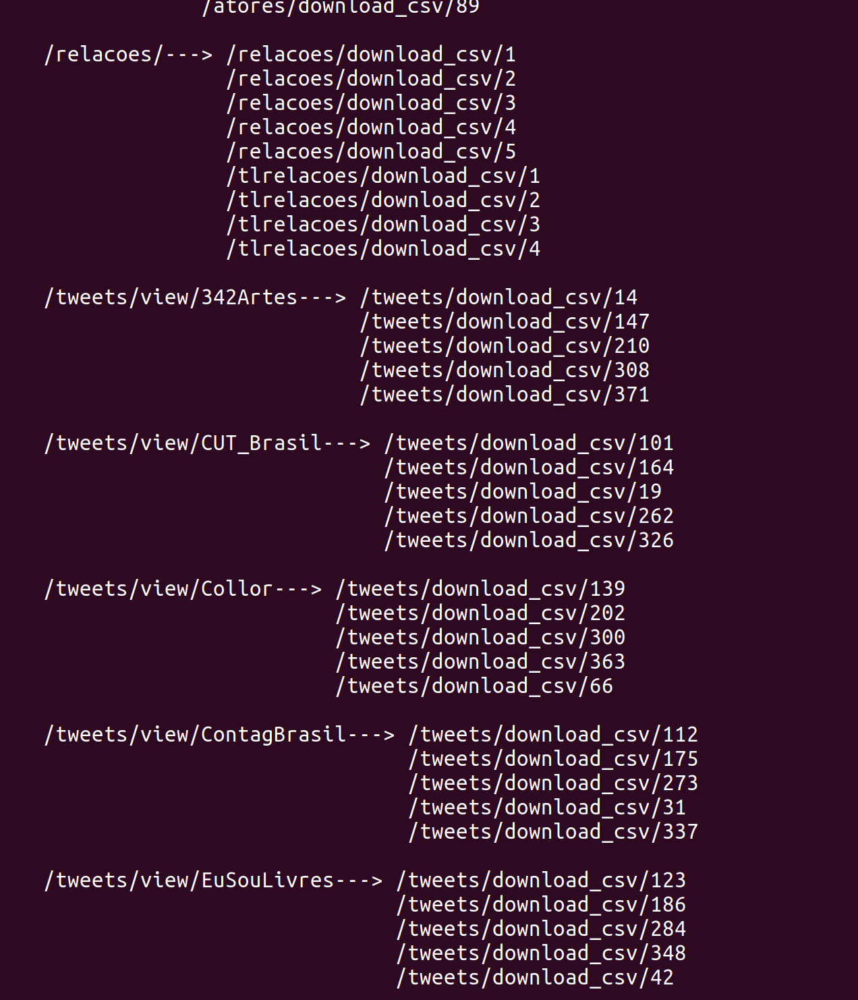 /atores/download_csv/89
/relacoes/---> /relacoes/download_csv/1
/relacoes/download_csv/2
/relacoes/download_csv/3
/relacoes/download_csv/4
/relacoes/download_csv/5
/tlrelacoes/download_csv/1
/tlrelacoes/download_csv/2
/tlrelacoes/download_csv/3
/tlrelacoes/download_csv/4
/tweets/view/342Artes---> /tweets/download_csv/14
/tweets/download_csv/147
/tweets/download_csv/210
/tweets/download_csv/308
/tweets/download_csv/371
/tweets/view/CUT_Brasil---> /tweets/download_csv/101
/tweets/download_csv/164
/tweets/download_csv/19
/tweets/download_csv/262
/tweets/download_csv/326
/tweets/view/Collor---> /tweets/download_csv/139
/tweets/download_csv/202
/tweets/download_csv/300
/tweets/download_csv/363
/tweets/download_csv/66
/tweets/view/ContagBrasil---> /tweets/download_csv/112
/tweets/download_csv/175
/tweets/download_csv/273
/tweets/download_csv/31
/tweets/download_csv/337
/tweets/view/EuSouLivres---> /tweets/download_csv/123
/tweets/download_csv/186
/tweets/download_csv/284
/tweets/download_csv/348
/tweets/download_csv/42